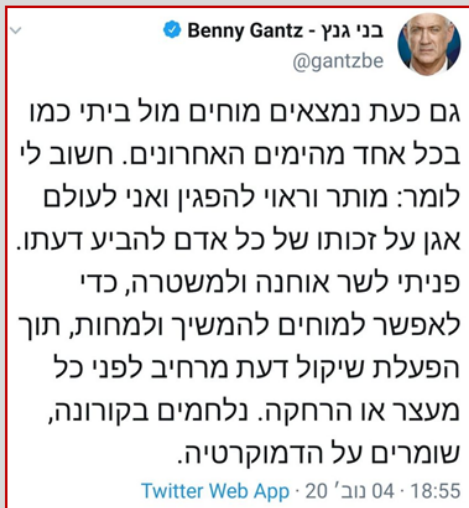 בני גנץ - Benny Gantz
@gantzbe
גם כעת נמצאים מוחים מול ביתי כמו
בכל אחד מהימים האחרונים. חשוב לי
לומר: מותר וראוי להפגין ואני לעולם
אגן על זכותו של כל אדם להביע דעתו.
פניתי לשר אוחנה ולמשטרה, כדי
לאפשר למוחים להמשיך ולמחות, תוך
הפעלת שיקול דעת מרחיב לפני כל
מעצר או הרחקה. נלחמים בקורונה,
שומרים על הדמוקרטיה.
18:55 · 04 נוב׳ 20 · Twitter Web App